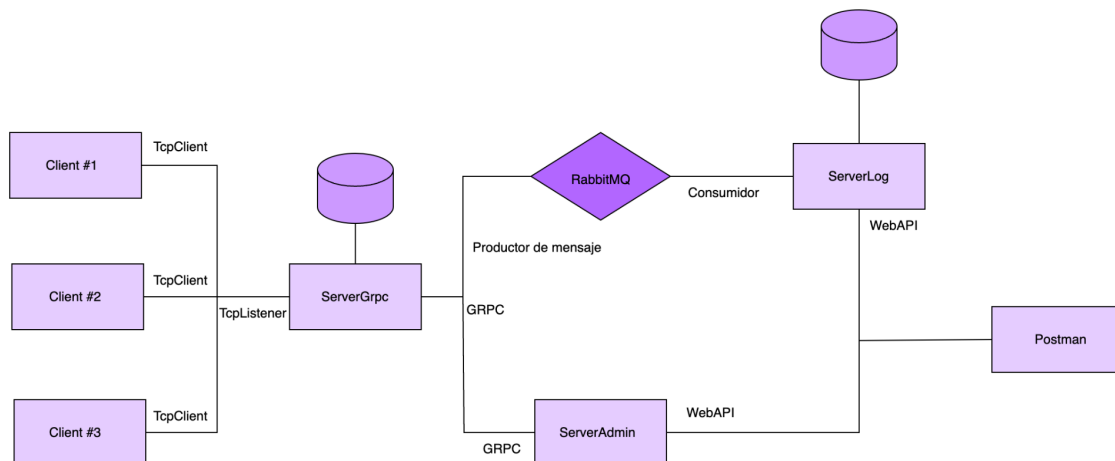 Client #1
TcpClient
RabbitMQ
Consumidor
ServerLog
WebAPI
Productor de mensaje
Client #2
TcpClient
TcpListener
ServerGrpc
GRPC
Postman
Client #3
TcpClient
GRPC
ServerAdmin
WebAPI